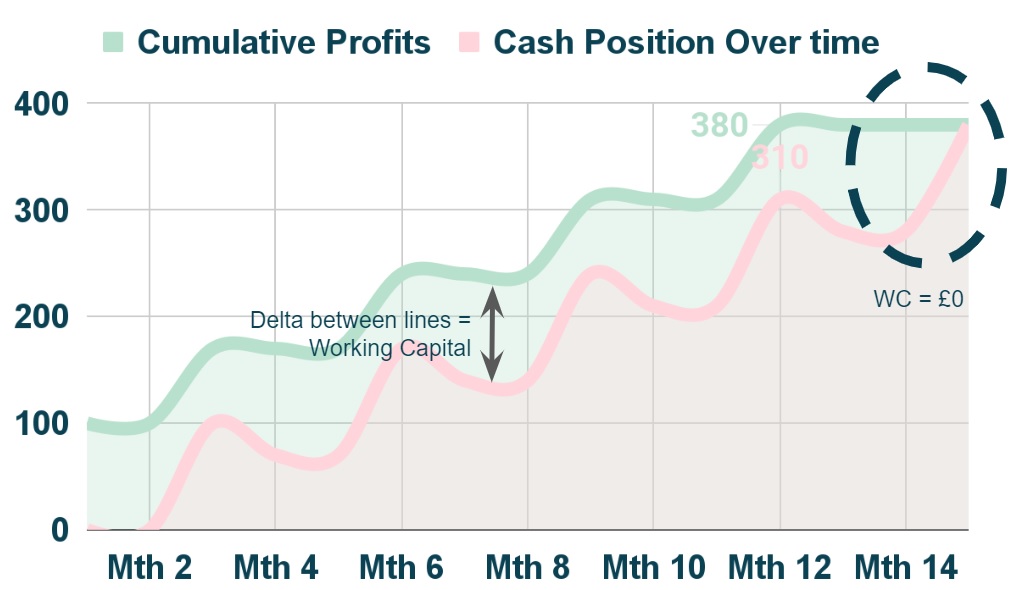 Cumulative Profits Cash Position Over time
400
380
310
300
WC = £0
200
Delta between lines =
Working Capital
100
0
Mth 2 Mth 4 Mth 6 Mth 8 Mth 10 Mth 12 Mth 14